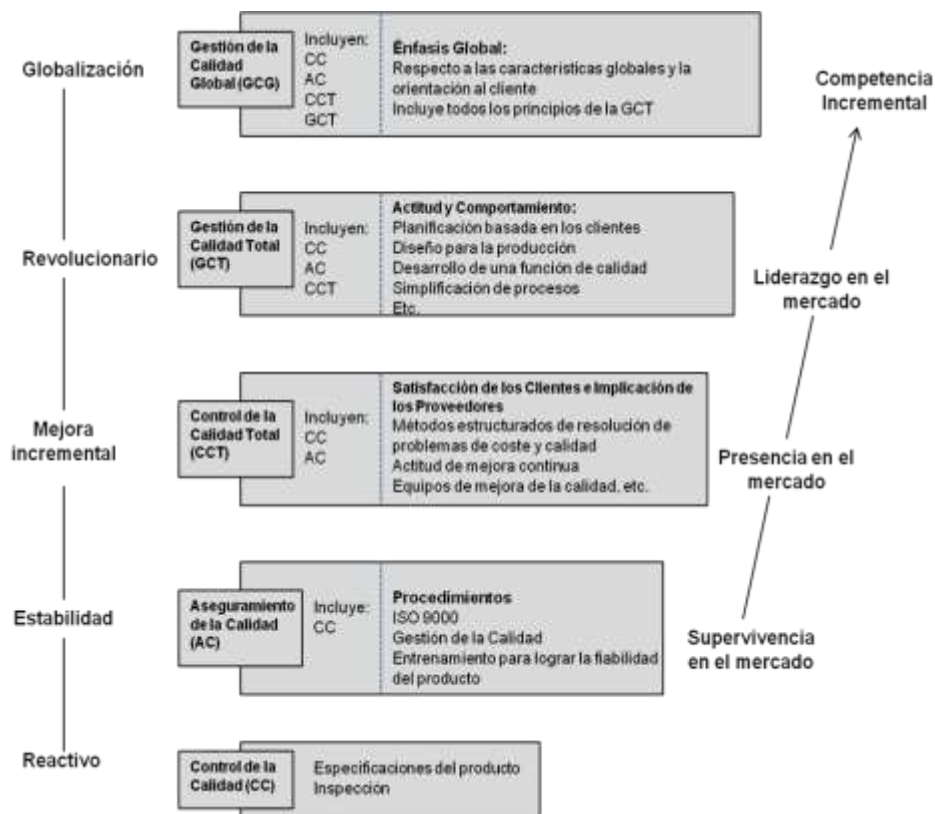 Globalización
Gestión de la
Calidad
Global (GCG)
Incluyen:
CC
AC
CCT
GCT
Énfasis Global:
Respecto a las características globales y la
orientación al cliente
Incluye todos los principios de la GCT
Competencia
Incremental
Revolucionario
Gestión de la
Calidad Total
(GCT)
Incluyen:
CC
AC
CCT
Actitud y Comportamiento:
Planificación basada en los clientes
Diseño para la producción
Desarrollo de una función de calidad
Simplificación de procesos
Etc.
Liderazgo en el
mercado
Mejora
incremental
Control de la
Calidad Total
(CCT)
Incluyen:
CC
AC
Satisfacción de los Clientes e Implicación de
los Proveedores
Métodos estructurados de resolución de
problemas de coste y calidad
Actitud de mejora continua
Equipos de mejora de la calidad, etc.
Presencia en el
mercado
Estabilidad
Aseguramiento
de la Calidad
(AC)
Incluye:
CC
Procedimientos
ISO 9000
Gestión de la Calidad
Entrenamiento para lograr la fiabilidad
del producto
Supervivencia
en el mercado
Reactivo
Control de la
Calidad (CC)
Especificaciones del producto
Inspección